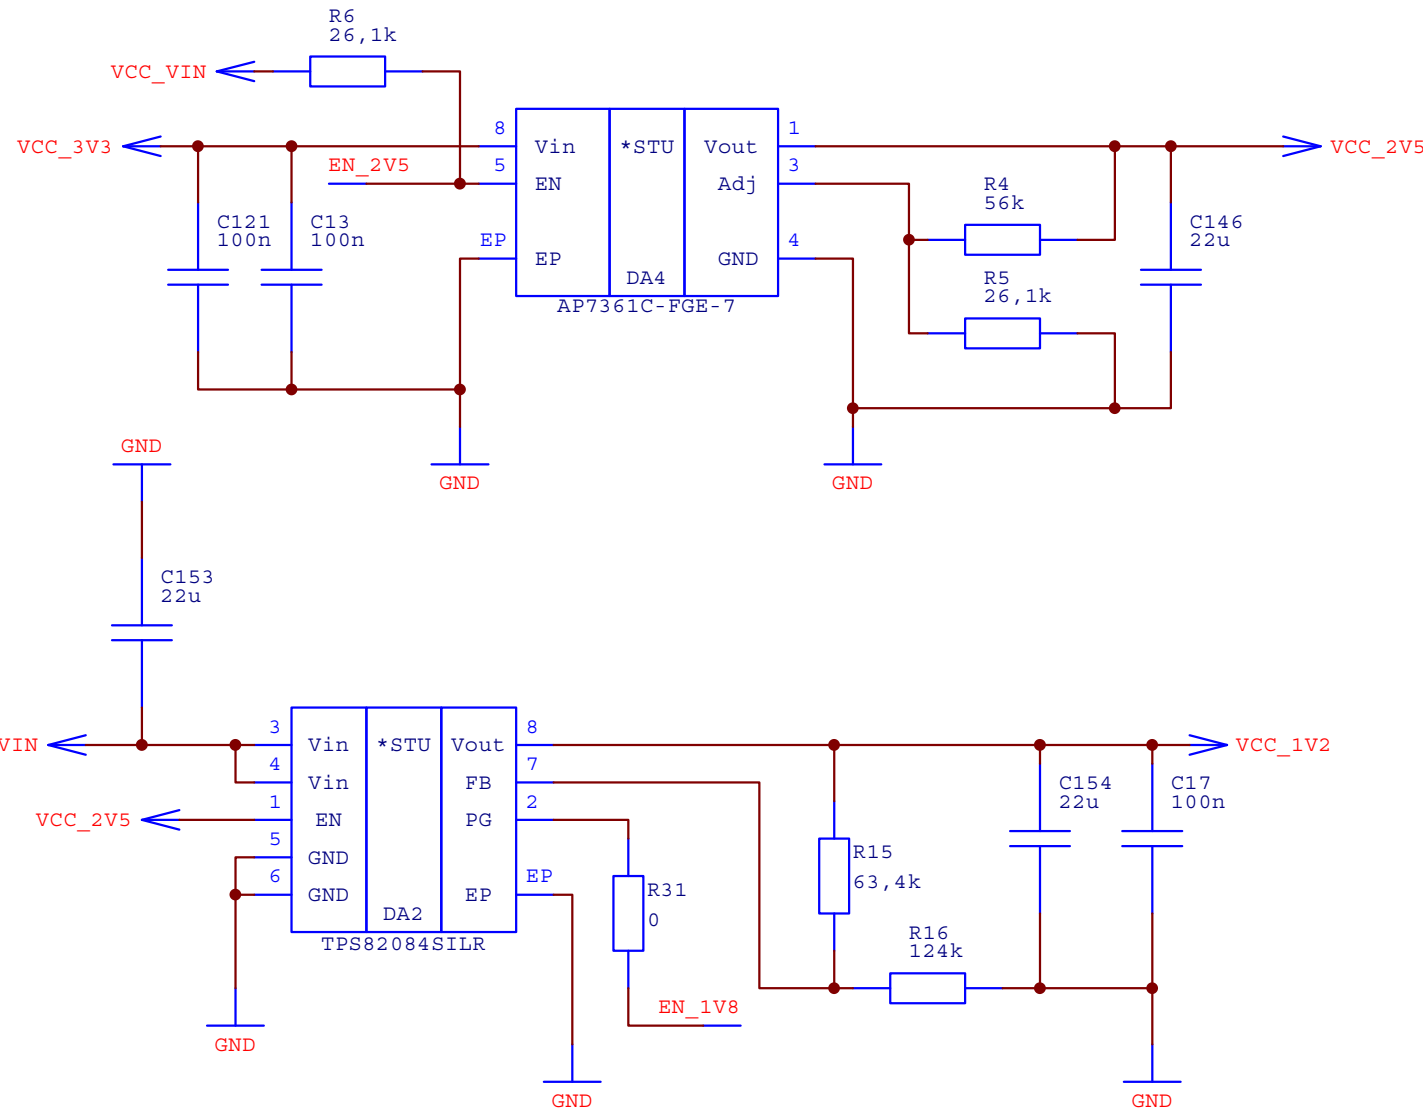 R6
26,1k
VCC_VIN
VCC_3V3
8
Vin
*STU
Vout
1
VCC_2V5
EN_2V5
5
EN
Adj
3
R4
56k
C121
100n
C13
100n
C146
22u
EP
EP
GND
4
DA4
R5
26,1k
AP7361C-FGE-7
GND
GND
GND
C153
22u
VIN
3
Vin
*STU
Vout
8
VCC_1V2
4
Vin
FB
7
C154
22u
C17
100n
VCC_2V5
1
EN
PG
2
5
GND
R15
63,4k
6
GND
EP
EP
R31
0
DA2
TPS82084SILR
R16
124k
EN_1V8
GND
GND
GND